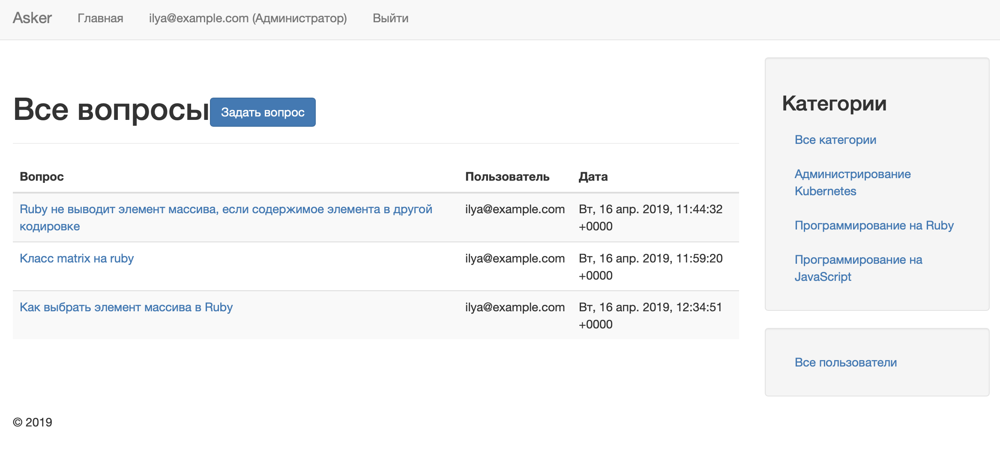 Asker Главная ilya@example.com (Администратор) Выйти
Все вопросы Задать вопрос
Вопрос Пользователь Дата
Ruby не выводит элемент массива, если содержимое элемента в другой
кодировке
ilya@example.com
Вт, 16 апр. 2019, 11:44:32
+0000
Класс matrix на ruby
ilya@example.com
Вт, 16 апр. 2019, 11:59:20
+0000
Как выбрать элемент массива в Ruby
ilya@example.com
Вт, 16 апр. 2019, 12:34:51
+0000
Категории
Все категории
Администрирование
Kubernetes
Программирование на Ruby
Программирование на
JavaScript
Все пользователи
© 2019